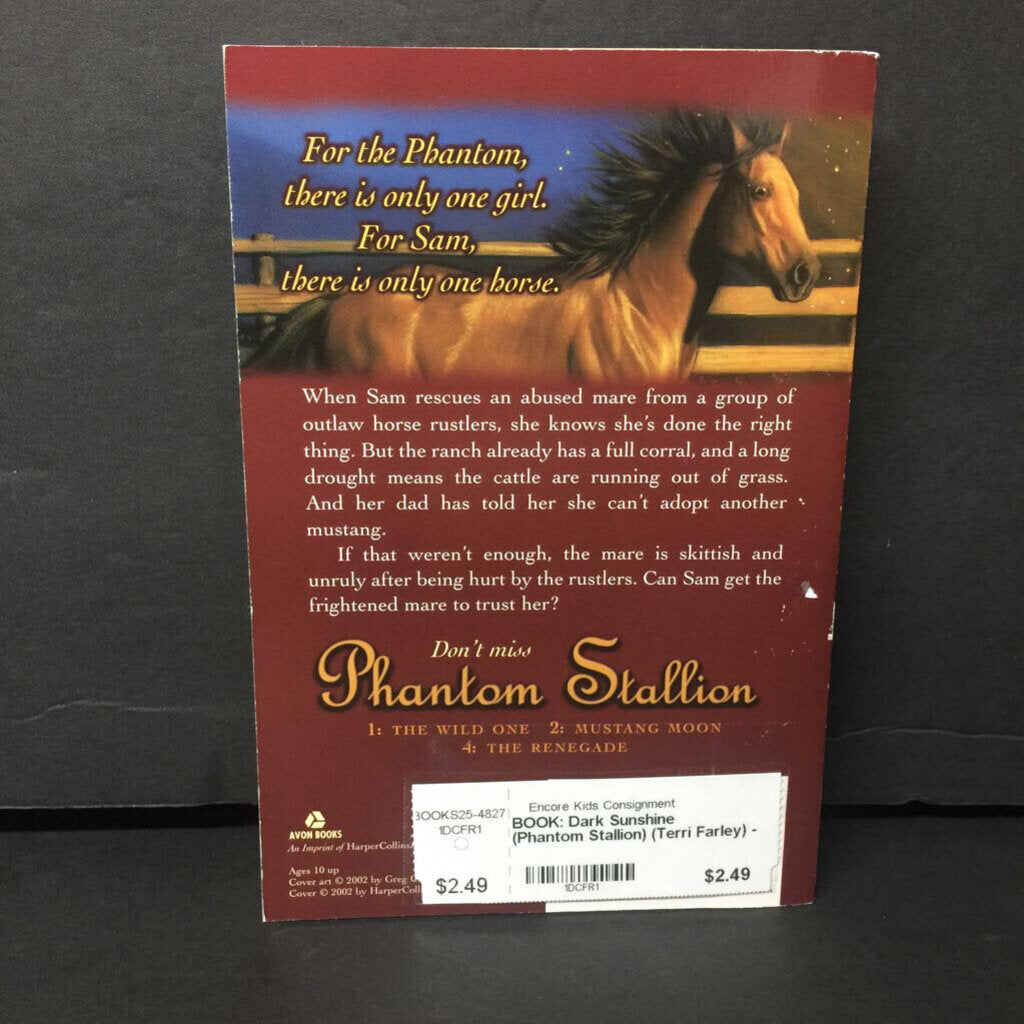 For the Phantom,
there is only one girl.
For Sam,
there is only one horse.
When Sam rescues an abused mare from a group of
outlaw horse rustlers, she knows she's done the right
thing. But the ranch already has a full corral, and a long
drought means the cattle are running out of grass.
And her dad has told her she can't adopt another
mustang.
If that weren't enough, the mare is skittish and
unruly after being hurt by the rustlers. Can Sam get the
frightened mare to trust her?
Don't miss
Phantom Stallion
1: THE WILD ONE 2: MUSTANG MOON
4: THE RENEGADE
AVON BOOKS
An Imprint of HarperCollins
Ages 10 up
Cover art © 2002 by Greg
Cover © 2002 by HarperColl
BOOKS25-4827
1DCFR1
$2.49
Encore Kids Consignment
BOOK: Dark Sunshine
(Phantom Stallion) (Terri Farley) -
1DCFR1
$2.49